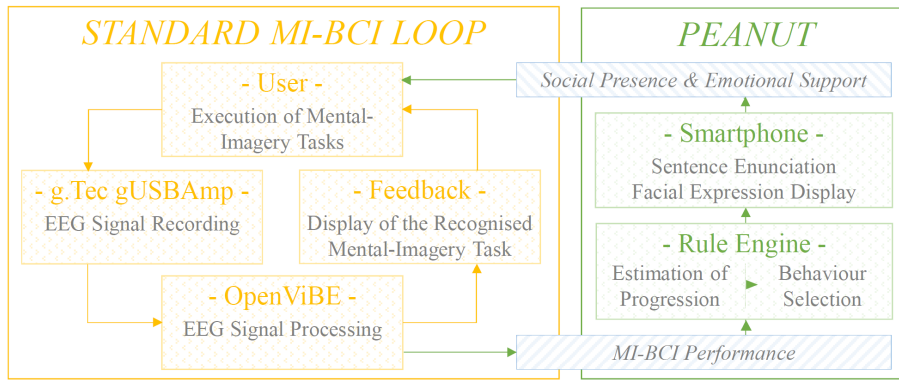 STANDARD MI-BCI LOOP
- User -
Execution of Mental-
Imagery Tasks
- g.Tec gUSBAmp -
EEG Signal Recording
- Feedback -
Display of the Recognised
Mental-Imagery Task
- OpenViBE -
EEG Signal Processing
PEANUT
Social Presence & Emotional Support
- Smartphone -
Sentence Enunciation
Facial Expression Display
- Rule Engine -
Estimation of
Progression
Behaviour
Selection
MI-BCI Performance